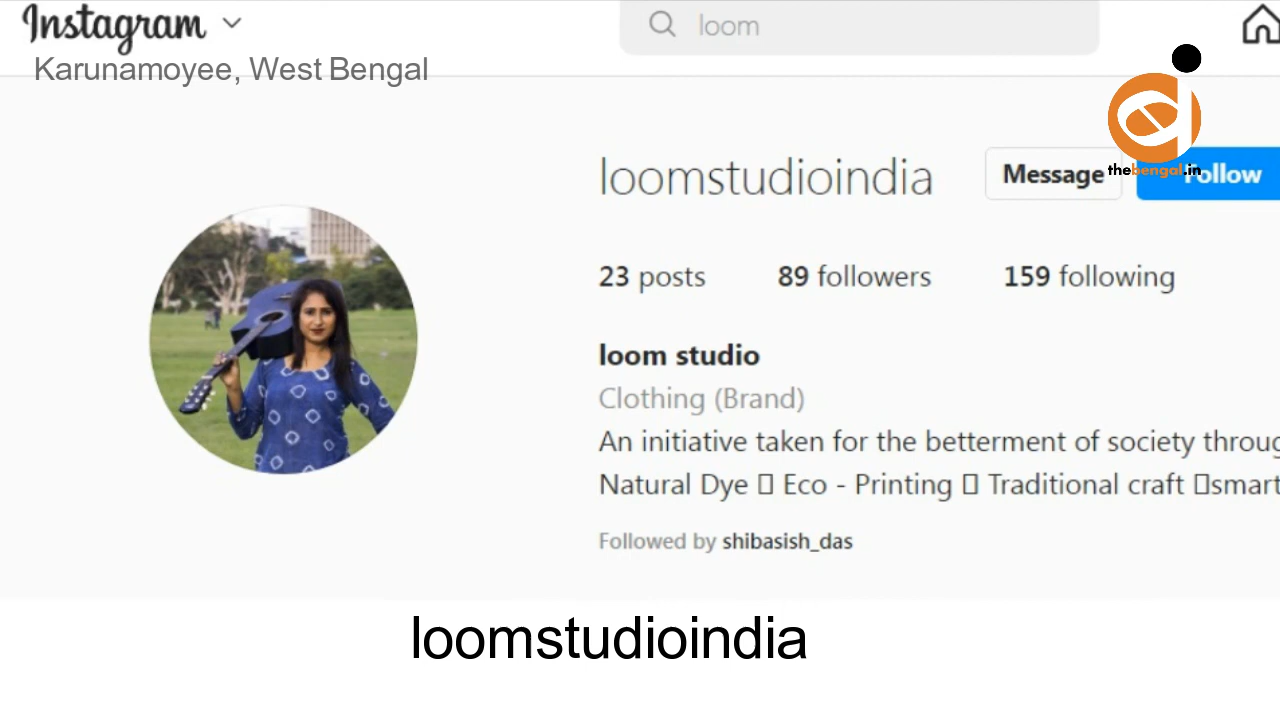 Instagram
loom
Karunamoyee, West Bengal
thebengal.in
loomstudioindia
Message
Follow
23 posts 89 followers 159 following
loom studio
Clothing (Brand)
An initiative taken for the betterment of society throug
Natural Dye ▯ Eco - Printing ▯ Traditional craft ▯smart
Followed by shibasish_das
loomstudioindia